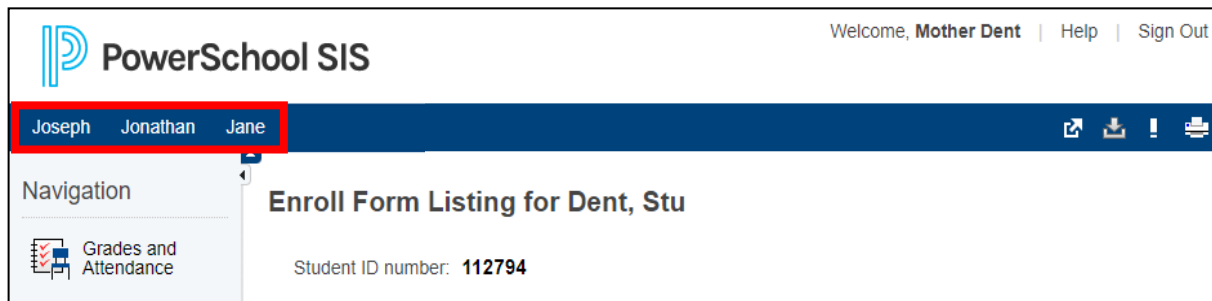 Welcome, Mother Dent | Help | Sign Out
PowerSchool SIS
Joseph Jonathan Jane
Navigation
Enroll Form Listing for Dent, Stu
Grades and
Attendance
Student ID number: 112794